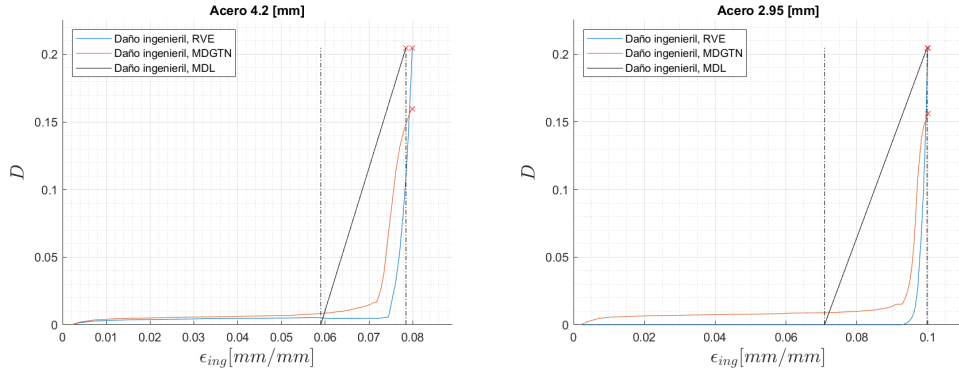 Acero 4.2 [mm]
Daño ingenieril, RVE
Daño ingenieril, MDGTN
Daño ingenieril, MDL
0.2
0.15
0.1
0.05
0
D
0
0.01
0.02
0.03
0.04
0.05
0.06
0.07
0.08
ϵ_ing[mm/mm]
Acero 2.95 [mm]
Daño ingenieril, RVE
Daño ingenieril, MDGTN
Daño ingenieril, MDL
0.2
0.15
0.1
0.05
0
D
0
0.02
0.04
0.06
0.08
0.1
ϵ_ing[mm/mm]